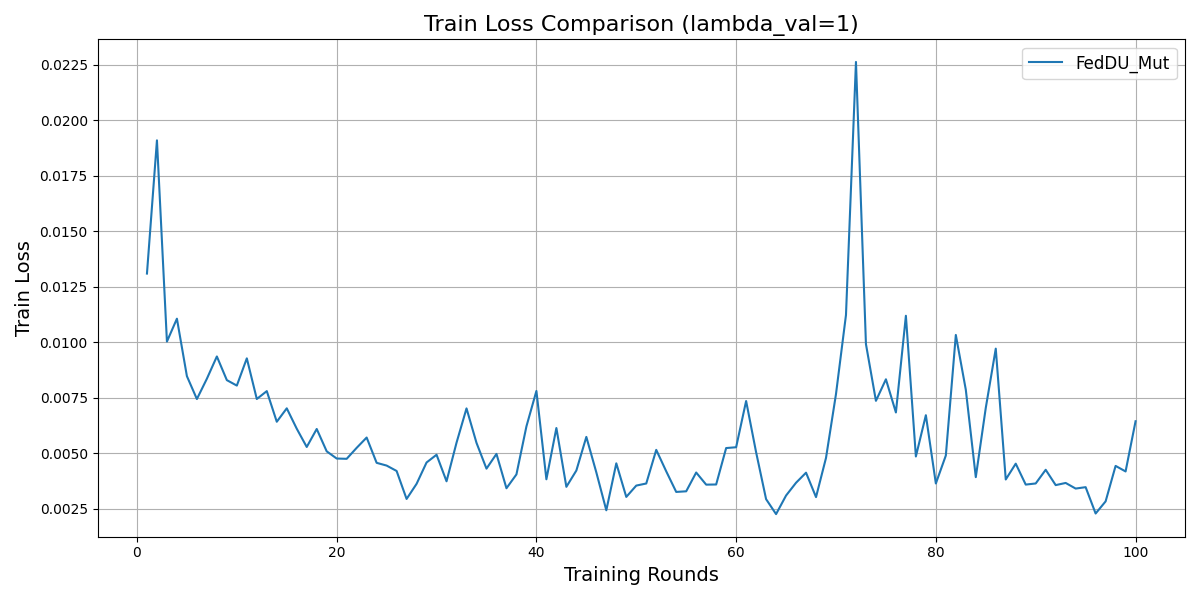 Train Loss Comparison (lambda_val=1)
FedDU_Mut
Train Loss
0.0225
0.0200
0.0175
0.0150
0.0125
0.0100
0.0075
0.0050
0.0025
0 20 40 60 80 100
Training Rounds